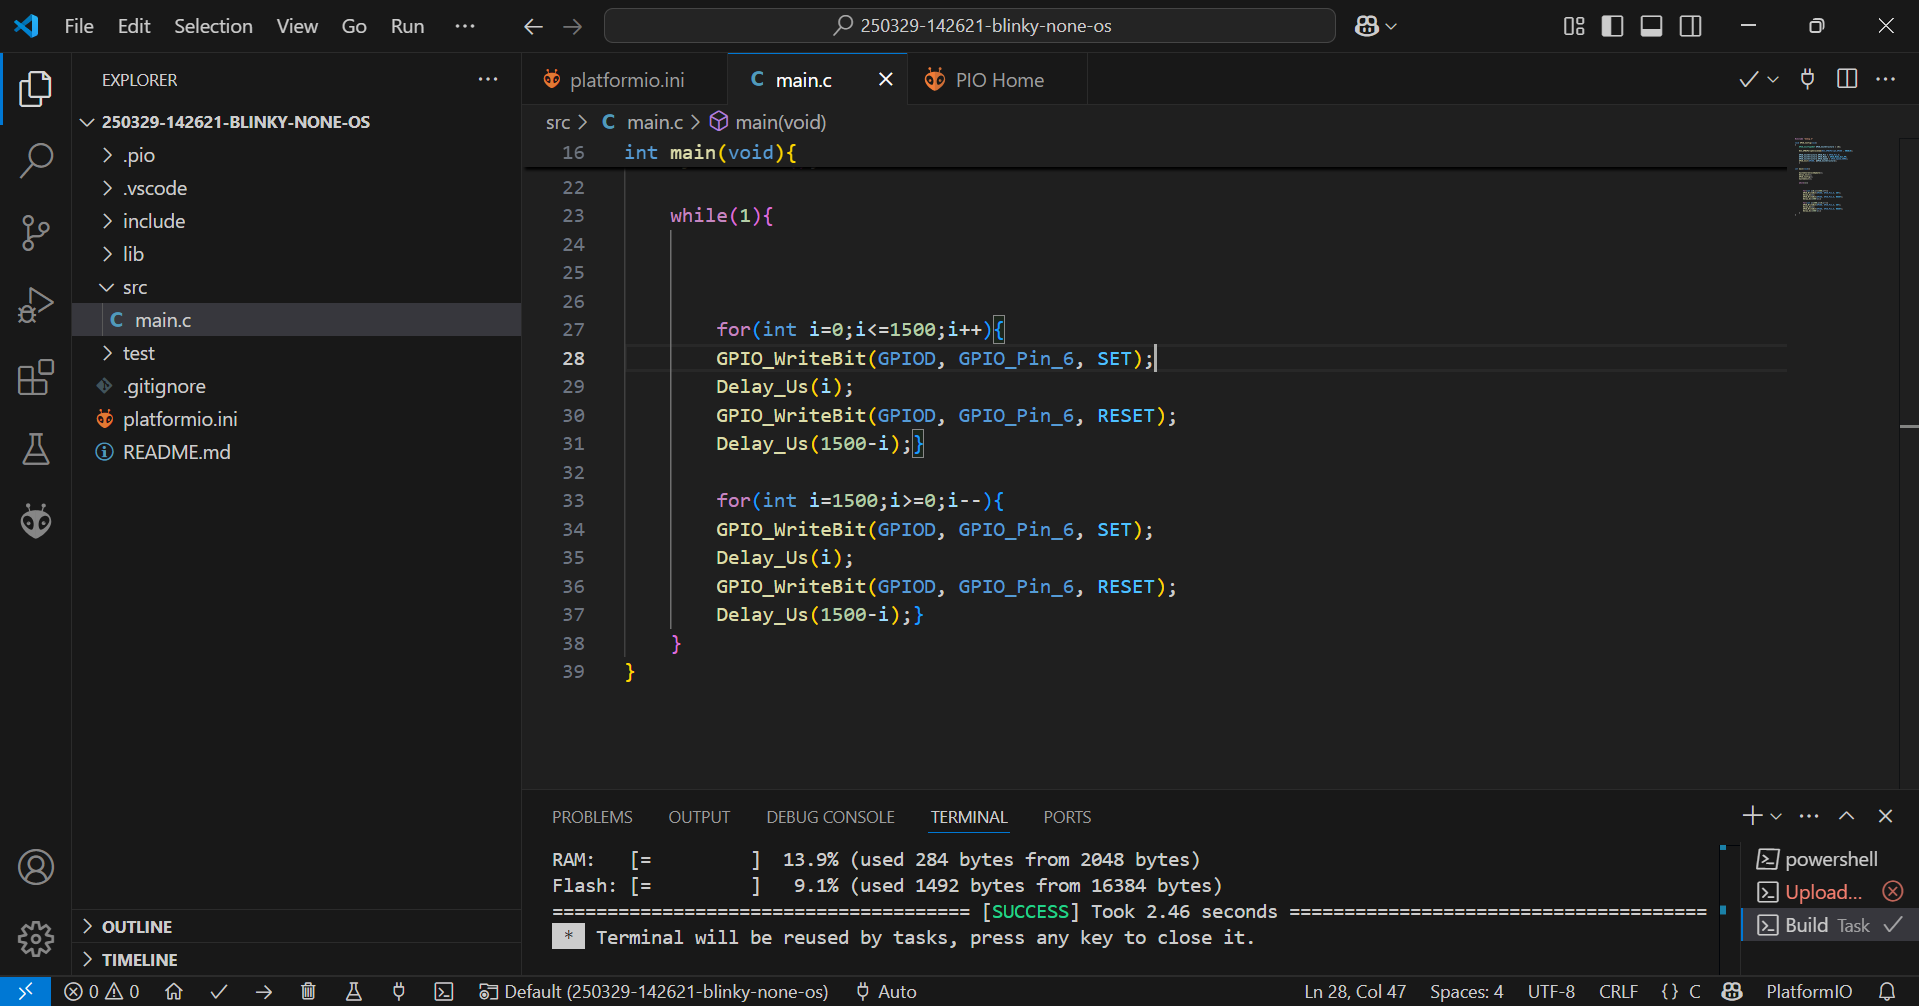 File Edit Selection View Go Run ··· 250329-142621-blinky-none-os
EXPLORER ···
250329-142621-BLINKY-NONE-OS
.pio
.vscode
include
lib
src
C main.c
test
.gitignore
platformio.ini
README.md
OUTLINE
TIMELINE
platformio.ini C main.c PIO Home
src > C main.c > main(void)
16 int main(void){
22
23 while(1){
24
25
26
27 for(int i=0;i<=1500;i++){
28 GPIO_WriteBit(GPIOD, GPIO_Pin_6, SET);
29 Delay_Us(i);
30 GPIO_WriteBit(GPIOD, GPIO_Pin_6, RESET);
31 Delay_Us(1500-i);}
32
33 for(int i=1500;i>=0;i--){
34 GPIO_WriteBit(GPIOD, GPIO_Pin_6, SET);
35 Delay_Us(i);
36 GPIO_WriteBit(GPIOD, GPIO_Pin_6, RESET);
37 Delay_Us(1500-i);}
38 }
39 }
PROBLEMS OUTPUT DEBUG CONSOLE TERMINAL PORTS
RAM: [= ] 13.9% (used 284 bytes from 2048 bytes)
Flash: [= ] 9.1% (used 1492 bytes from 16384 bytes)
====================================== [SUCCESS] Took 2.46 seconds ======================================
* Terminal will be reused by tasks, press any key to close it.
powershell
Upload...
Build Task
0 0 Default (250329-142621-blinky-none-os) Auto Ln 28, Col 47 Spaces: 4 UTF-8 CRLF {} C PlatformIO